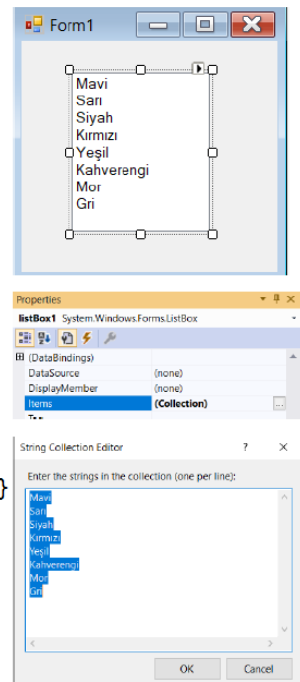 Form1
Mavi
Sarı
Siyah
Kırmızı
Yeşil
Kahverengi
Mor
Gri
Properties
listBox1 System.Windows.Forms.ListBox
(DataBindings)
DataSource (none)
DisplayMember (none)
Items (Collection) ...
String Collection Editor ? ×
}
Enter the strings in the collection (one per line):
Mavi
Sarı
Siyah
Kırmızı
Yeşil
Kahverengi
Mor
Gri
OK Cancel